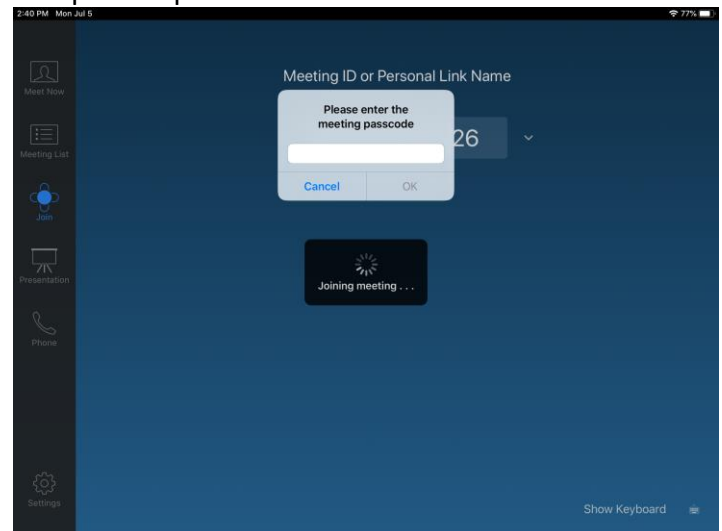 2:40 PM Mon Jul 5
77%
Meet Now
Meeting List
Join
Presentation
Phone
Settings
Meeting ID or Personal Link Name
26
Please enter the
meeting passcode
Cancel
OK
Joining meeting . . .
Show Keyboard